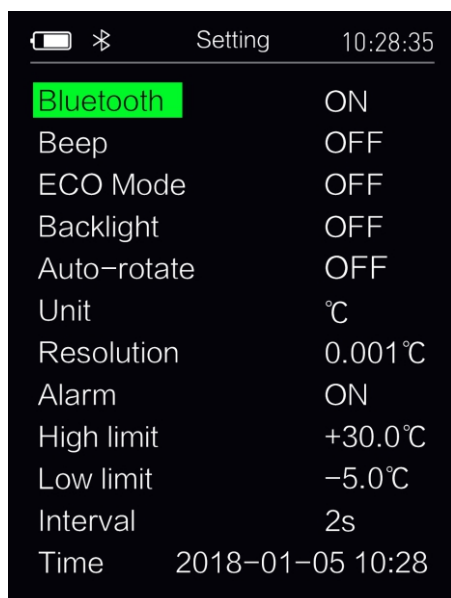 Setting 10:28:35
Bluetooth ON
Beep OFF
ECO Mode OFF
Backlight OFF
Auto-rotate OFF
Unit ℃
Resolution 0.001℃
Alarm ON
High limit +30.0℃
Low limit -5.0℃
Interval 2s
Time 2018-01-05 10:28